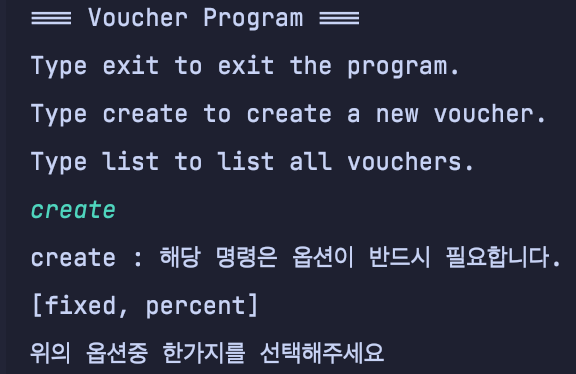 === Voucher Program ===
Type exit to exit the program.
Type create to create a new voucher.
Type list to list all vouchers.
create
create : 해당 명령은 옵션이 반드시 필요합니다.
[fixed, percent]
위의 옵션중 한가지를 선택해주세요